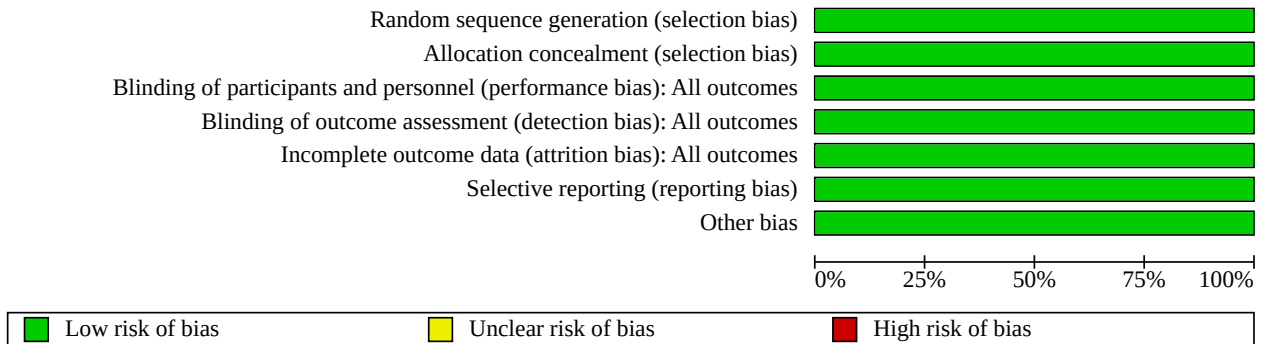 Random sequence generation (selection bias)
Allocation concealment (selection bias)
Blinding of participants and personnel (performance bias): All outcomes
Blinding of outcome assessment (detection bias): All outcomes
Incomplete outcome data (attrition bias): All outcomes
Selective reporting (reporting bias)
Other bias
0% 25% 50% 75% 100%
Low risk of bias Unclear risk of bias High risk of bias